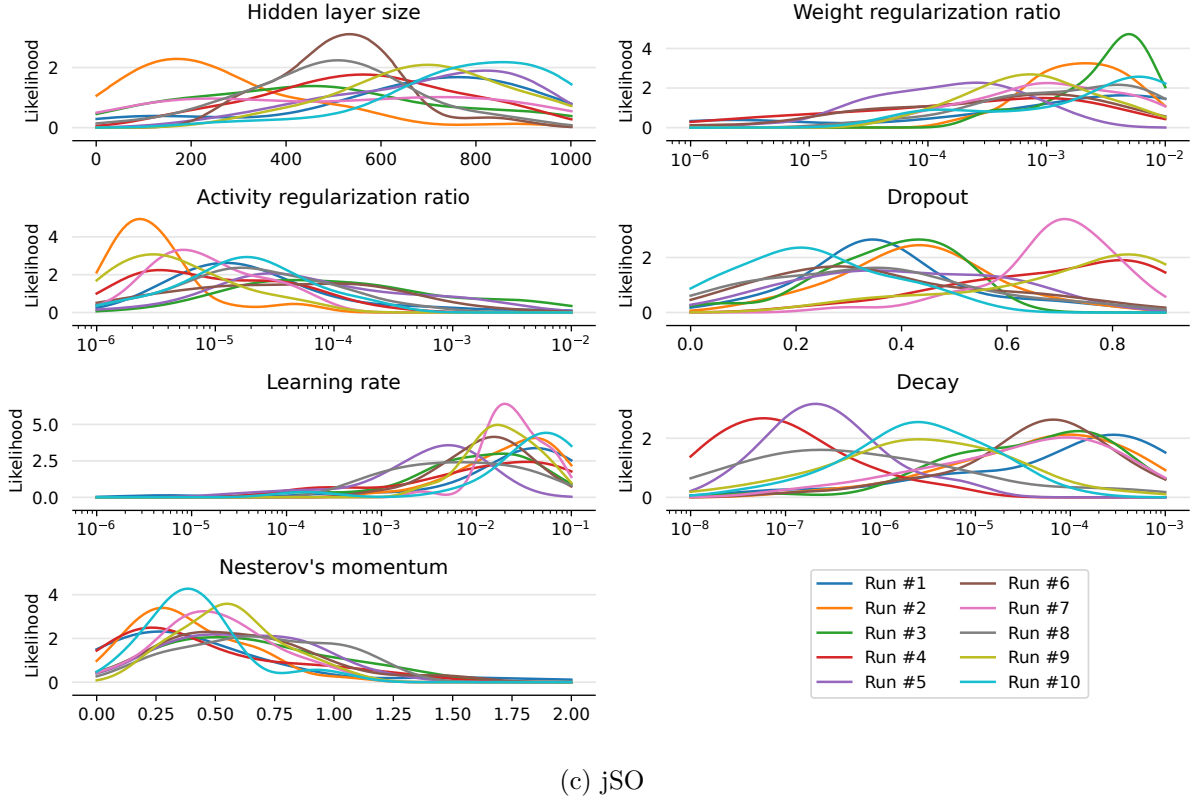 Hidden layer size
Weight regularization ratio
Likelihood
2
0
0 200 400 600 800 1000
Likelihood
4
2
0
10⁻⁶ 10⁻⁵ 10⁻⁴ 10⁻³ 10⁻²
Activity regularization ratio
Dropout
Likelihood
4
2
0
10⁻⁶ 10⁻⁵ 10⁻⁴ 10⁻³ 10⁻²
Likelihood
2
0
0.0 0.2 0.4 0.6 0.8
Learning rate
Decay
Likelihood
5.0
2.5
0.0
10⁻⁶ 10⁻⁵ 10⁻⁴ 10⁻³ 10⁻² 10⁻¹
Likelihood
2
0
10⁻⁸ 10⁻⁷ 10⁻⁶ 10⁻⁵ 10⁻⁴ 10⁻³
Nesterov's momentum
Likelihood
4
2
0
0.00 0.25 0.50 0.75 1.00 1.25 1.50 1.75 2.00
Run #1 Run #6
Run #2 Run #7
Run #3 Run #8
Run #4 Run #9
Run #5 Run #10
(c) jSO